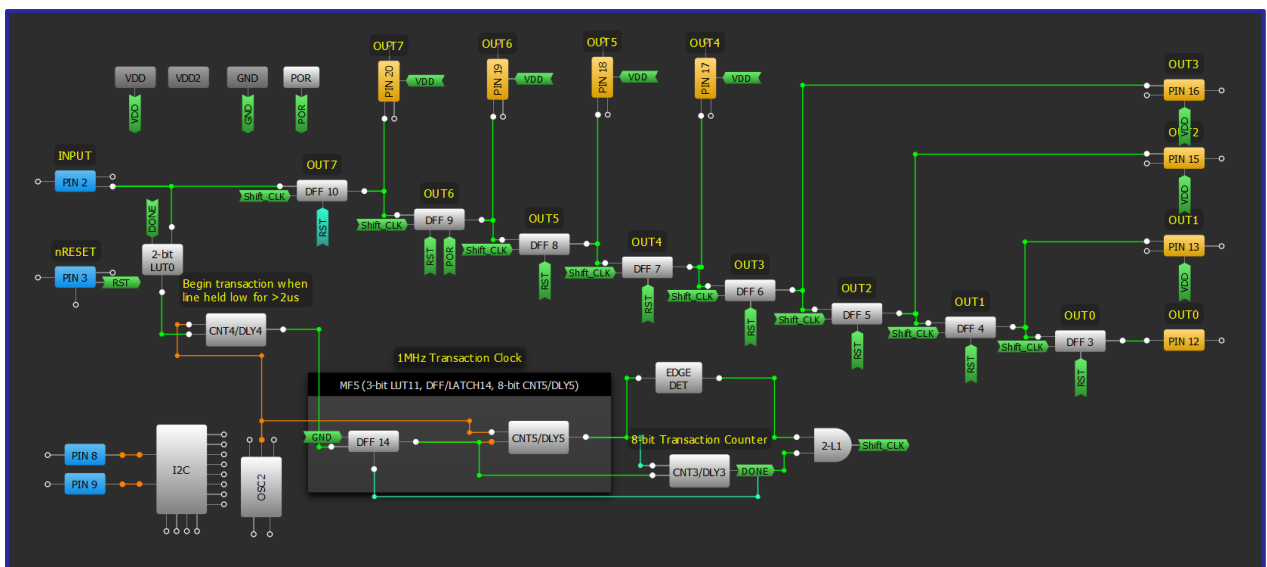 OUT7
OUT6
OUT5
OUT4
OUT3
VDD
VDD2
GND
POR
PIN 20
VDD
PIN 19
VDD
PIN 18
VDD
PIN 17
VDD
PIN 16
VDD
GND
POR
VDD
OUT2
PIN 15
VDD
INPUT
PIN 2
OUT7
DFF 10
Shift_CLK
RST
OUT6
DFF 9
Shift_CLK
RST
POR
OUT5
DFF 8
Shift_CLK
RST
OUT4
DFF 7
Shift_CLK
RST
OUT3
DFF 6
Shift_CLK
RST
OUT2
DFF 5
Shift_CLK
RST
OUT1
DFF 4
Shift_CLK
RST
OUT0
DFF 3
Shift_CLK
RST
OUT1
PIN 13
VDD
OUT0
PIN 12
DONE
2-bit
LUT0
nRESET
PIN 3
RST
Begin transaction when
line held low for >2us
CNT4/DLY4
1MHz Transaction Clock
MF5 (3-bit LUT11, DFF/LATCH14, 8-bit CNT5/DLY5)
GND
DFF 14
CNT5/DLY5
EDGE
DET
8-bit Transaction Counter
CNT3/DLY3
DONE
2-L1
Shift_CLK
PIN 8
PIN 9
I2C
OSC2